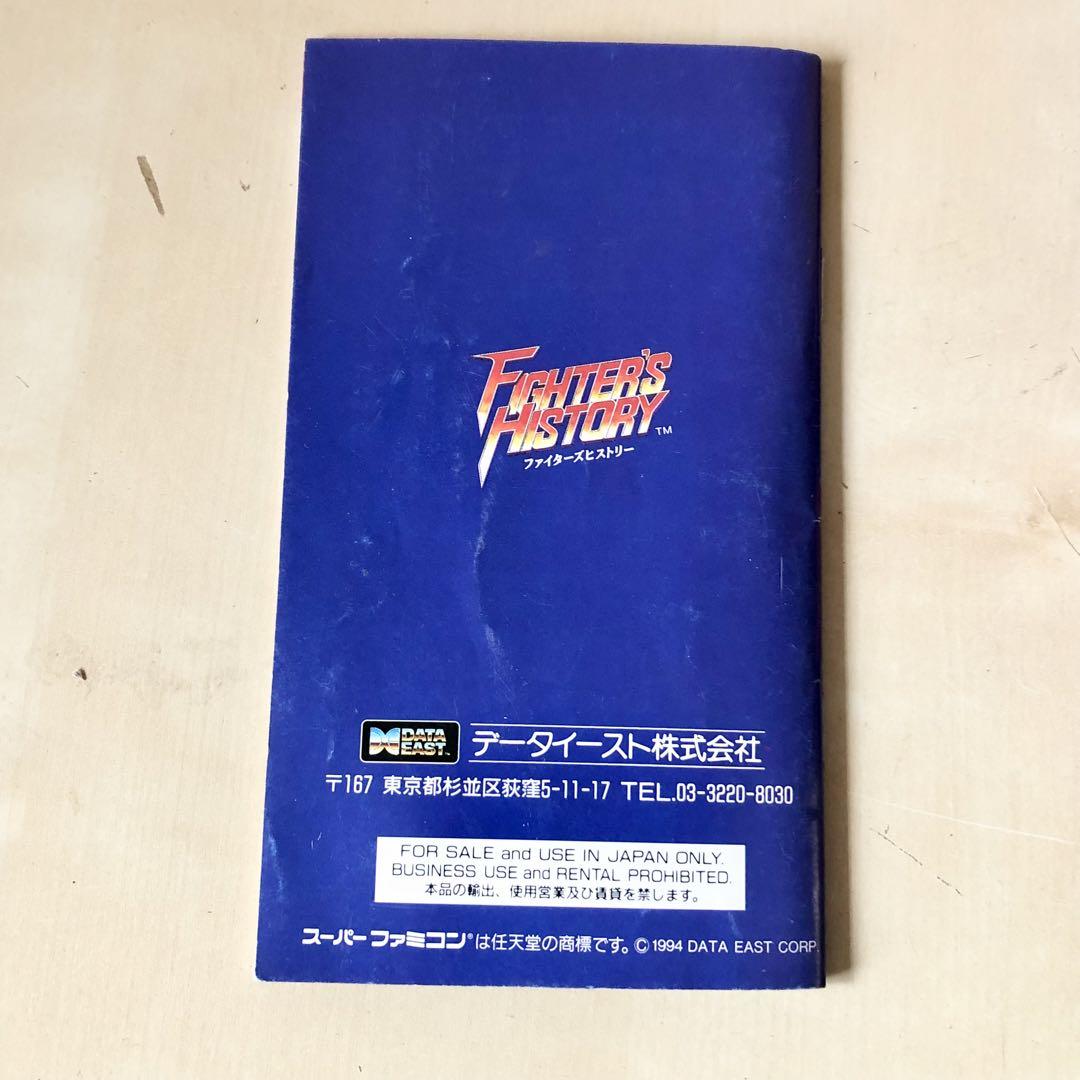 FIGHTER'S
HISTORY TM
ファイターズヒストリー
DATA
EAST
データイースト株式会社
〒167 東京都杉並区荻窪5-11-17 TEL.03-3220-8030
FOR SALE and USE IN JAPAN ONLY.
BUSINESS USE and RENTAL PROHIBITED.
本品の輸出、使用営業及び賃貸を禁します。
スーパーファミコン®は任天堂の商標です。© 1994 DATA EAST CORP.